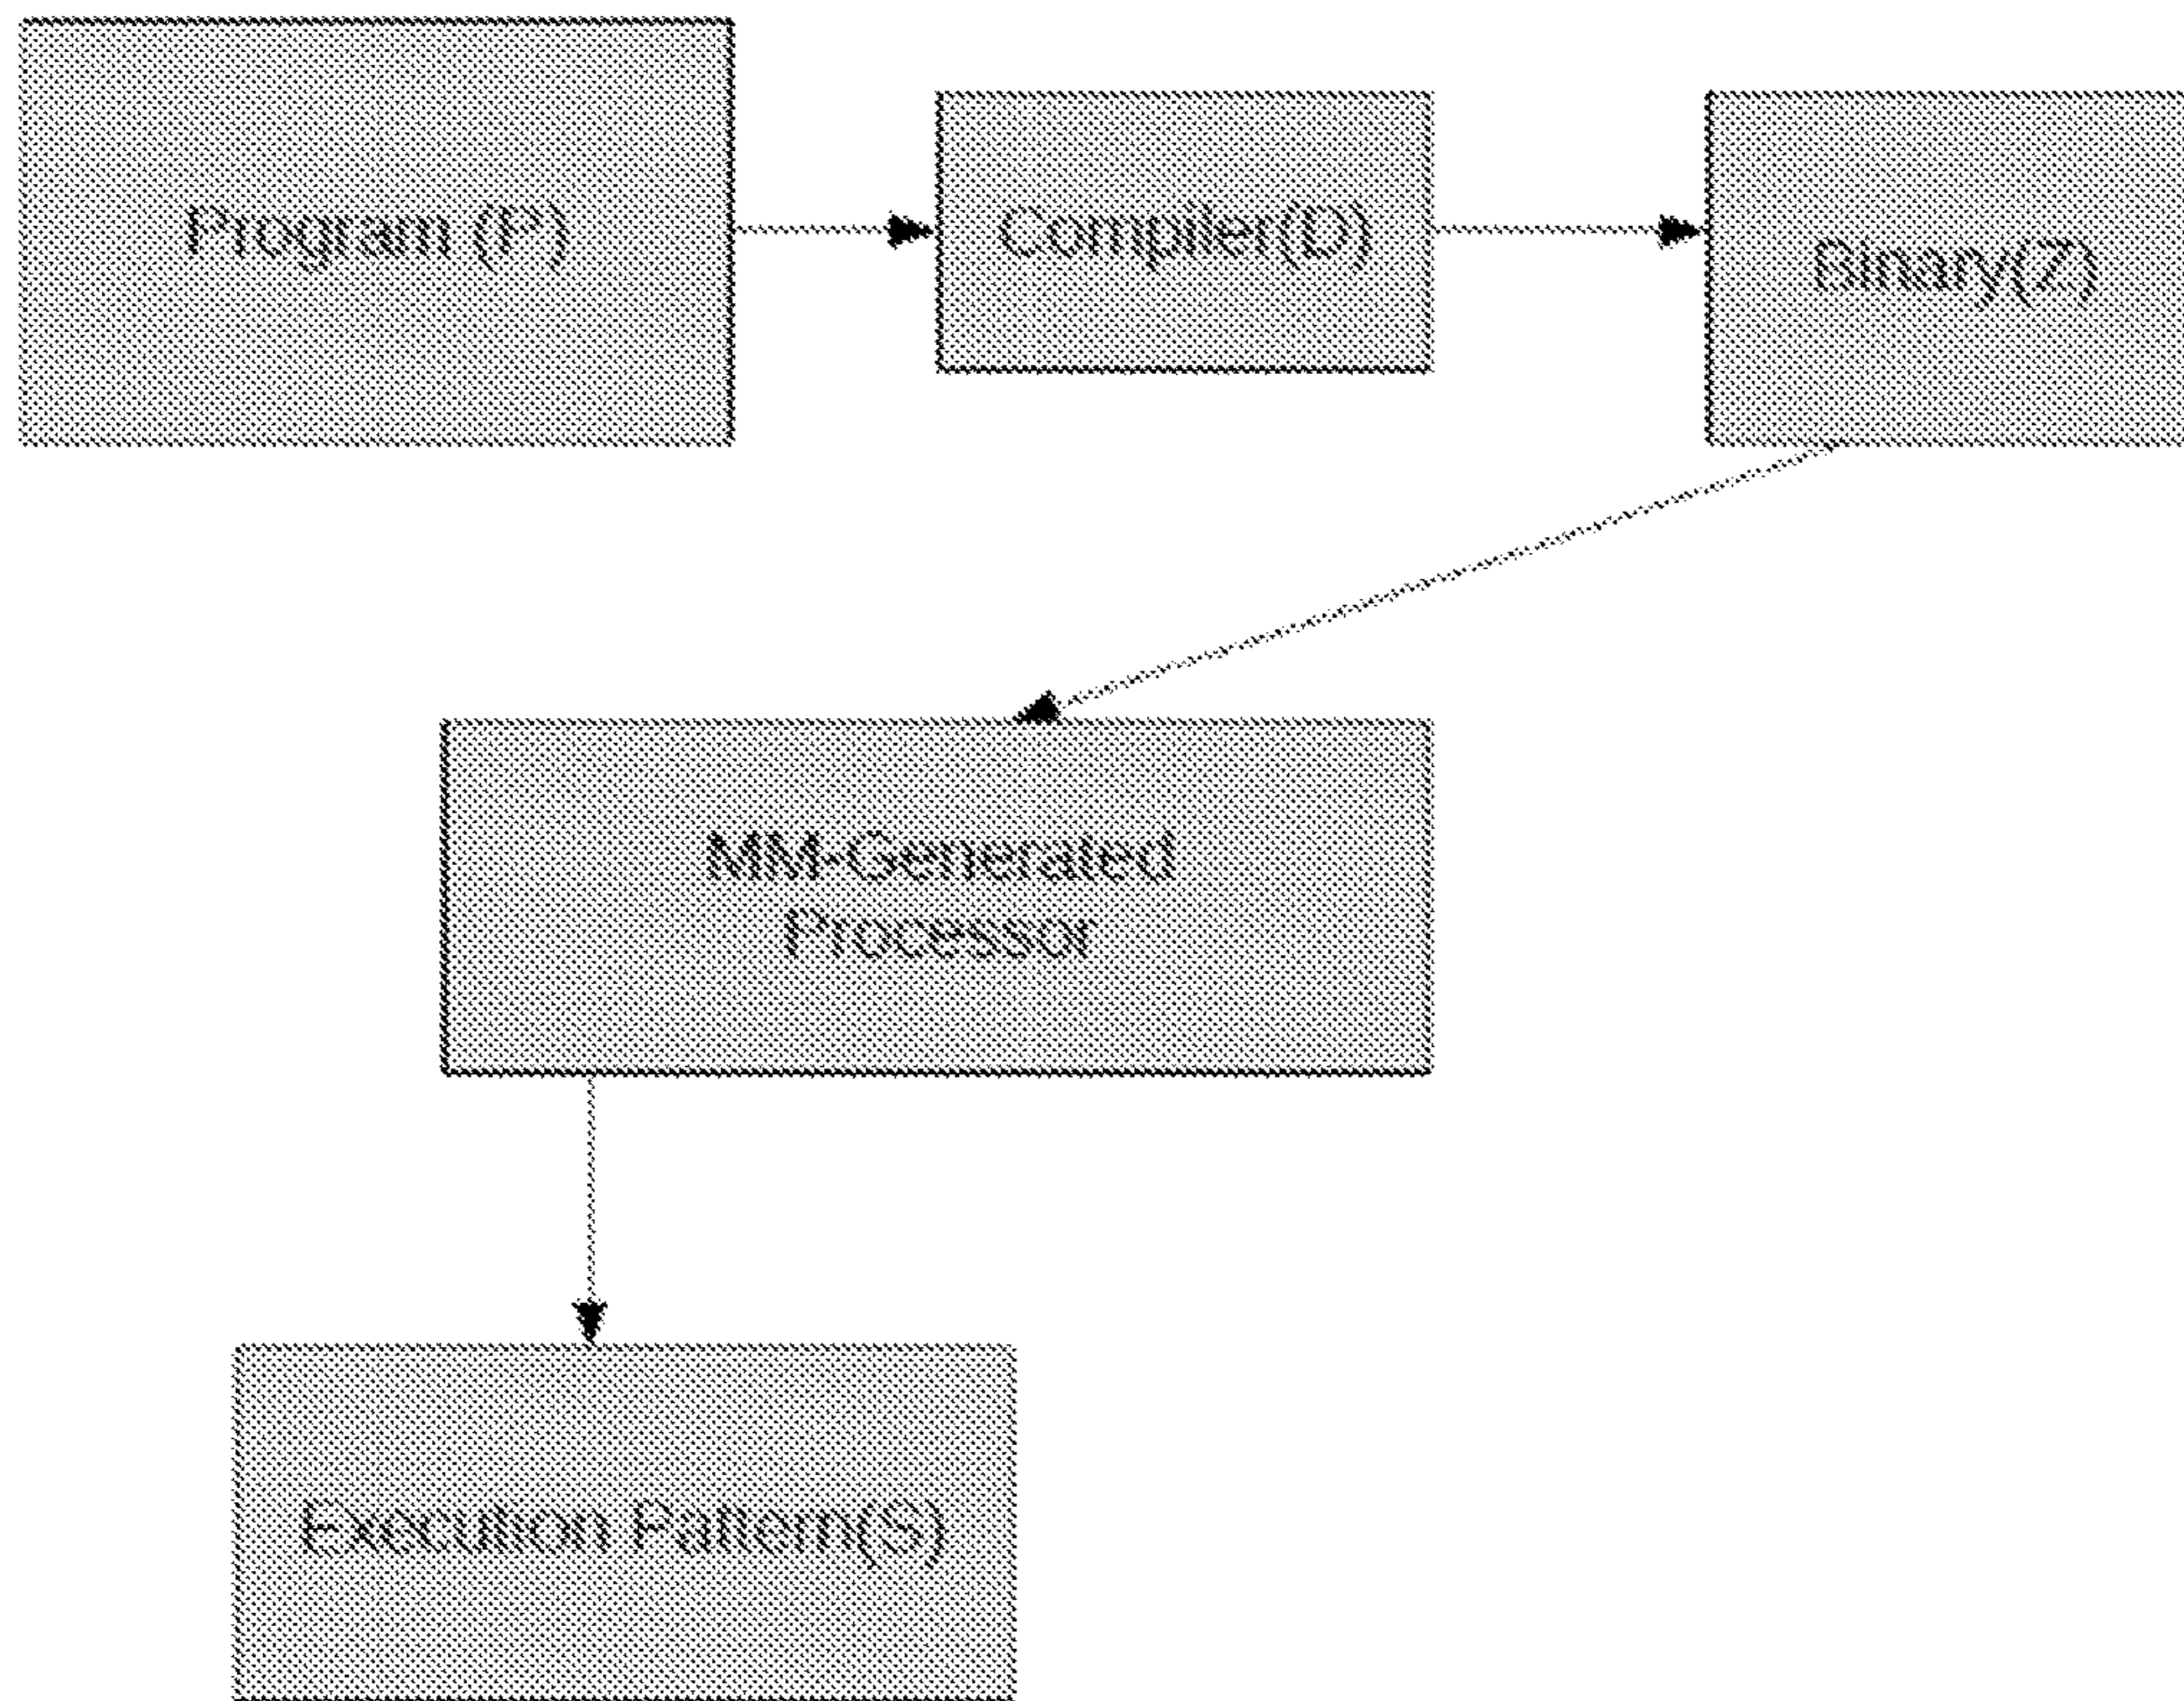 Program (P)
Compiler(D)
Binary(Z)
MM-Generated
Processor
Execution Pattern(S)